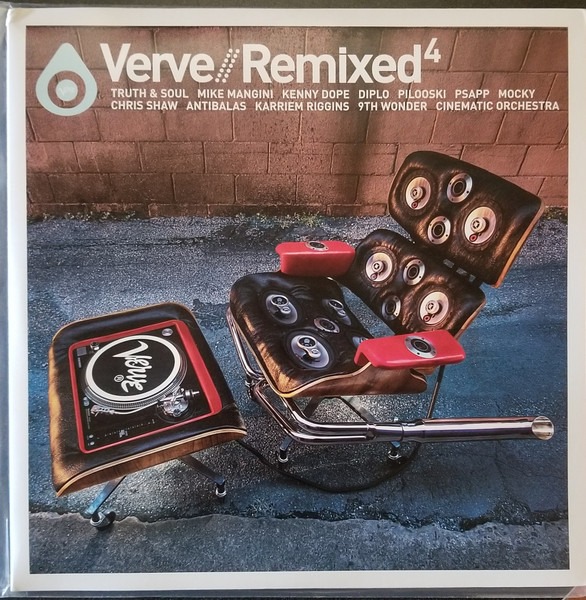 Verve // Remixed4
TRUTH & SOUL MIKE MANGINI KENNY DOPE DIPLO PILOOSKI PSAPP MOCKY
CHRIS SHAW ANTIBALAS KARRIEM RIGGINS 9TH WONDER CINEMATIC ORCHESTRA
Verve